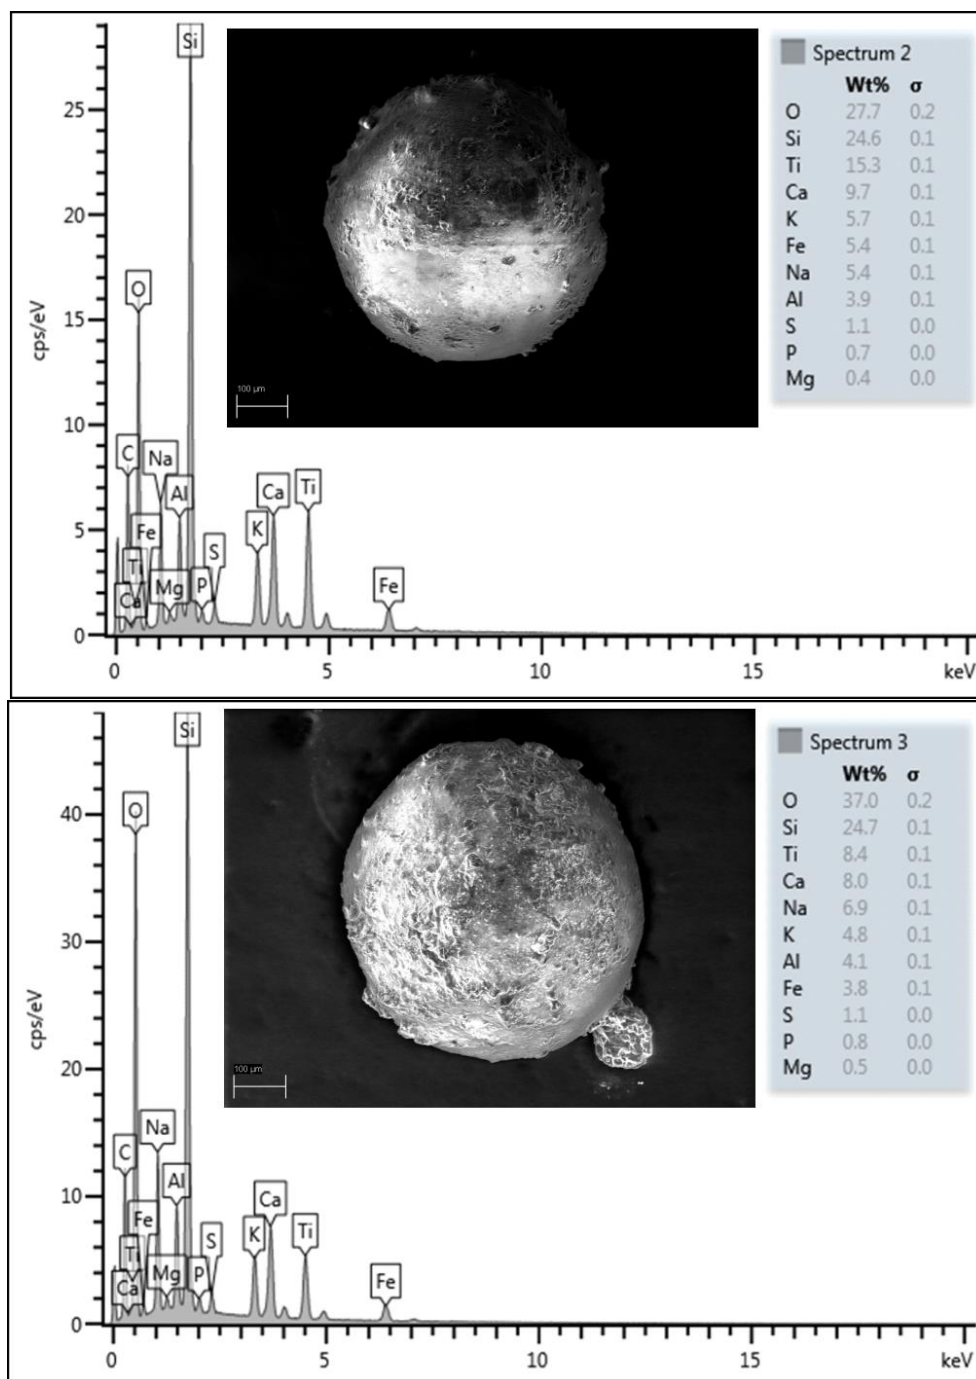 Spectrum 2
Wt% σ
O 27.7 0.2
Si 24.6 0.1
Ti 15.3 0.1
Ca 9.7 0.1
K 5.7 0.1
Fe 5.4 0.1
Na 5.4 0.1
Al 3.9 0.1
S 1.1 0.0
P 0.7 0.0
Mg 0.4 0.0
cps/eV
25
20
15
10
5
0
Si
O
C
Na
Al
Fe
Ti
Ca
Mg
P
S
K
Ca
Ti
Fe
100 µm
0 5 10 15 keV
Spectrum 3
Wt% σ
O 37.0 0.2
Si 24.7 0.1
Ti 8.4 0.1
Ca 8.0 0.1
Na 6.9 0.1
K 4.8 0.1
Al 4.1 0.1
Fe 3.8 0.1
S 1.1 0.0
P 0.8 0.0
Mg 0.5 0.0
cps/eV
40
30
20
10
0
Si
O
C
Na
Al
Fe
Ti
Ca
Mg
P
S
K
Ca
Ti
Fe
100 µm
0 5 10 15 keV